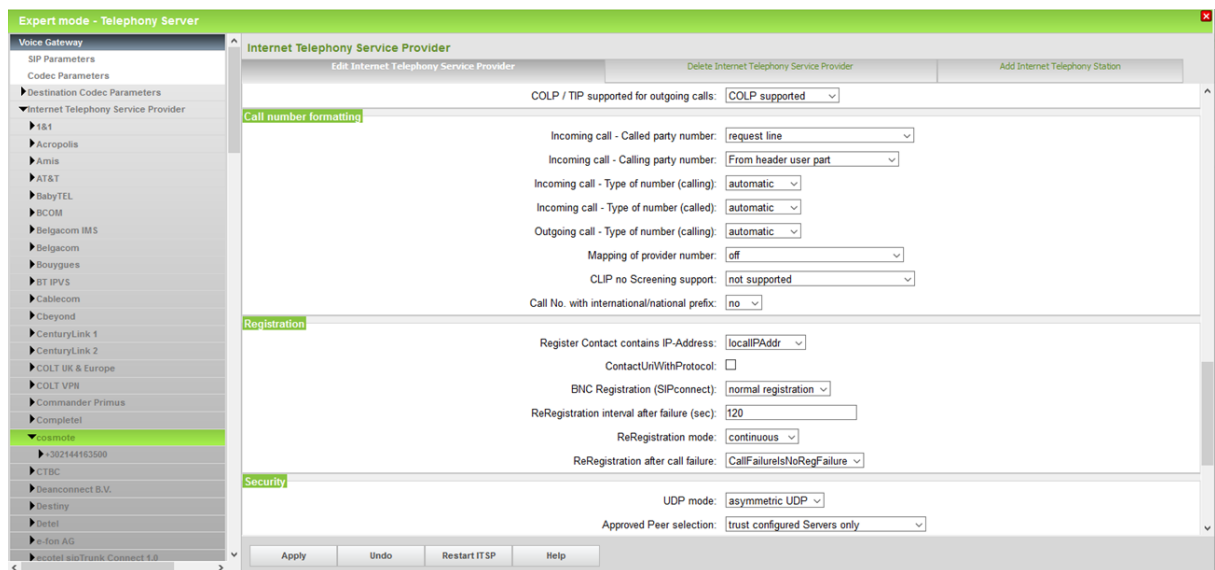 Expert mode - Telephony Server
Voice Gateway
SIP Parameters
Codec Parameters
Destination Codec Parameters
Internet Telephony Service Provider
1&1
Acropolis
Amis
AT&T
BabyTEL
BCOM
Belgacom IMS
Belgacom
Bouygues
BT IPVS
Cablecom
Cbeyond
CenturyLink 1
CenturyLink 2
COLT UK & Europe
COLT VPN
Commander Primus
Completel
cosmote
+302144163500
CTBC
Deanconnect B.V.
Destiny
Detel
e-fon AG
ecotel sipTrunk Connect 1.0
Internet Telephony Service Provider
Edit Internet Telephony Service Provider
Delete Internet Telephony Service Provider
Add Internet Telephony Station
COLP / TIP supported for outgoing calls: COLP supported
Call number formatting
Incoming call - Called party number: request line
Incoming call - Calling party number: From header user part
Incoming call - Type of number (calling): automatic
Incoming call - Type of number (called): automatic
Outgoing call - Type of number (calling): automatic
Mapping of provider number: off
CLIP no Screening support: not supported
Call No. with international/national prefix: no
Registration
Register Contact contains IP-Address: localIPAddr
ContactUriWithProtocol:
BNC Registration (SIPconnect): normal registration
ReRegistration interval after failure (sec): 120
ReRegistration mode: continuous
ReRegistration after call failure: CallFailureIsNoRegFailure
Security
UDP mode: asymmetric UDP
Approved Peer selection: trust configured Servers only
Apply
Undo
Restart ITSP
Help